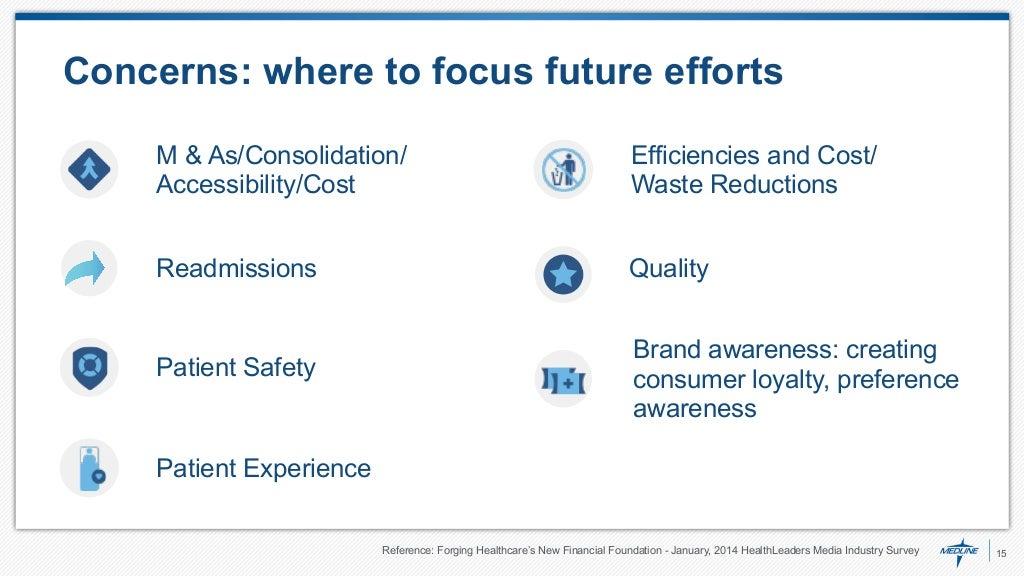 Concerns: where to focus future efforts
M & As/Consolidation/
Accessibility/Cost
Readmissions
Patient Safety
Patient Experience
Efficiencies and Cost/
Waste Reductions
Quality
Brand awareness: creating
consumer loyalty, preference
awareness
Reference: Forging Healthcare's New Financial Foundation - January, 2014 HealthLeaders Media Industry Survey
MEDLINE
15